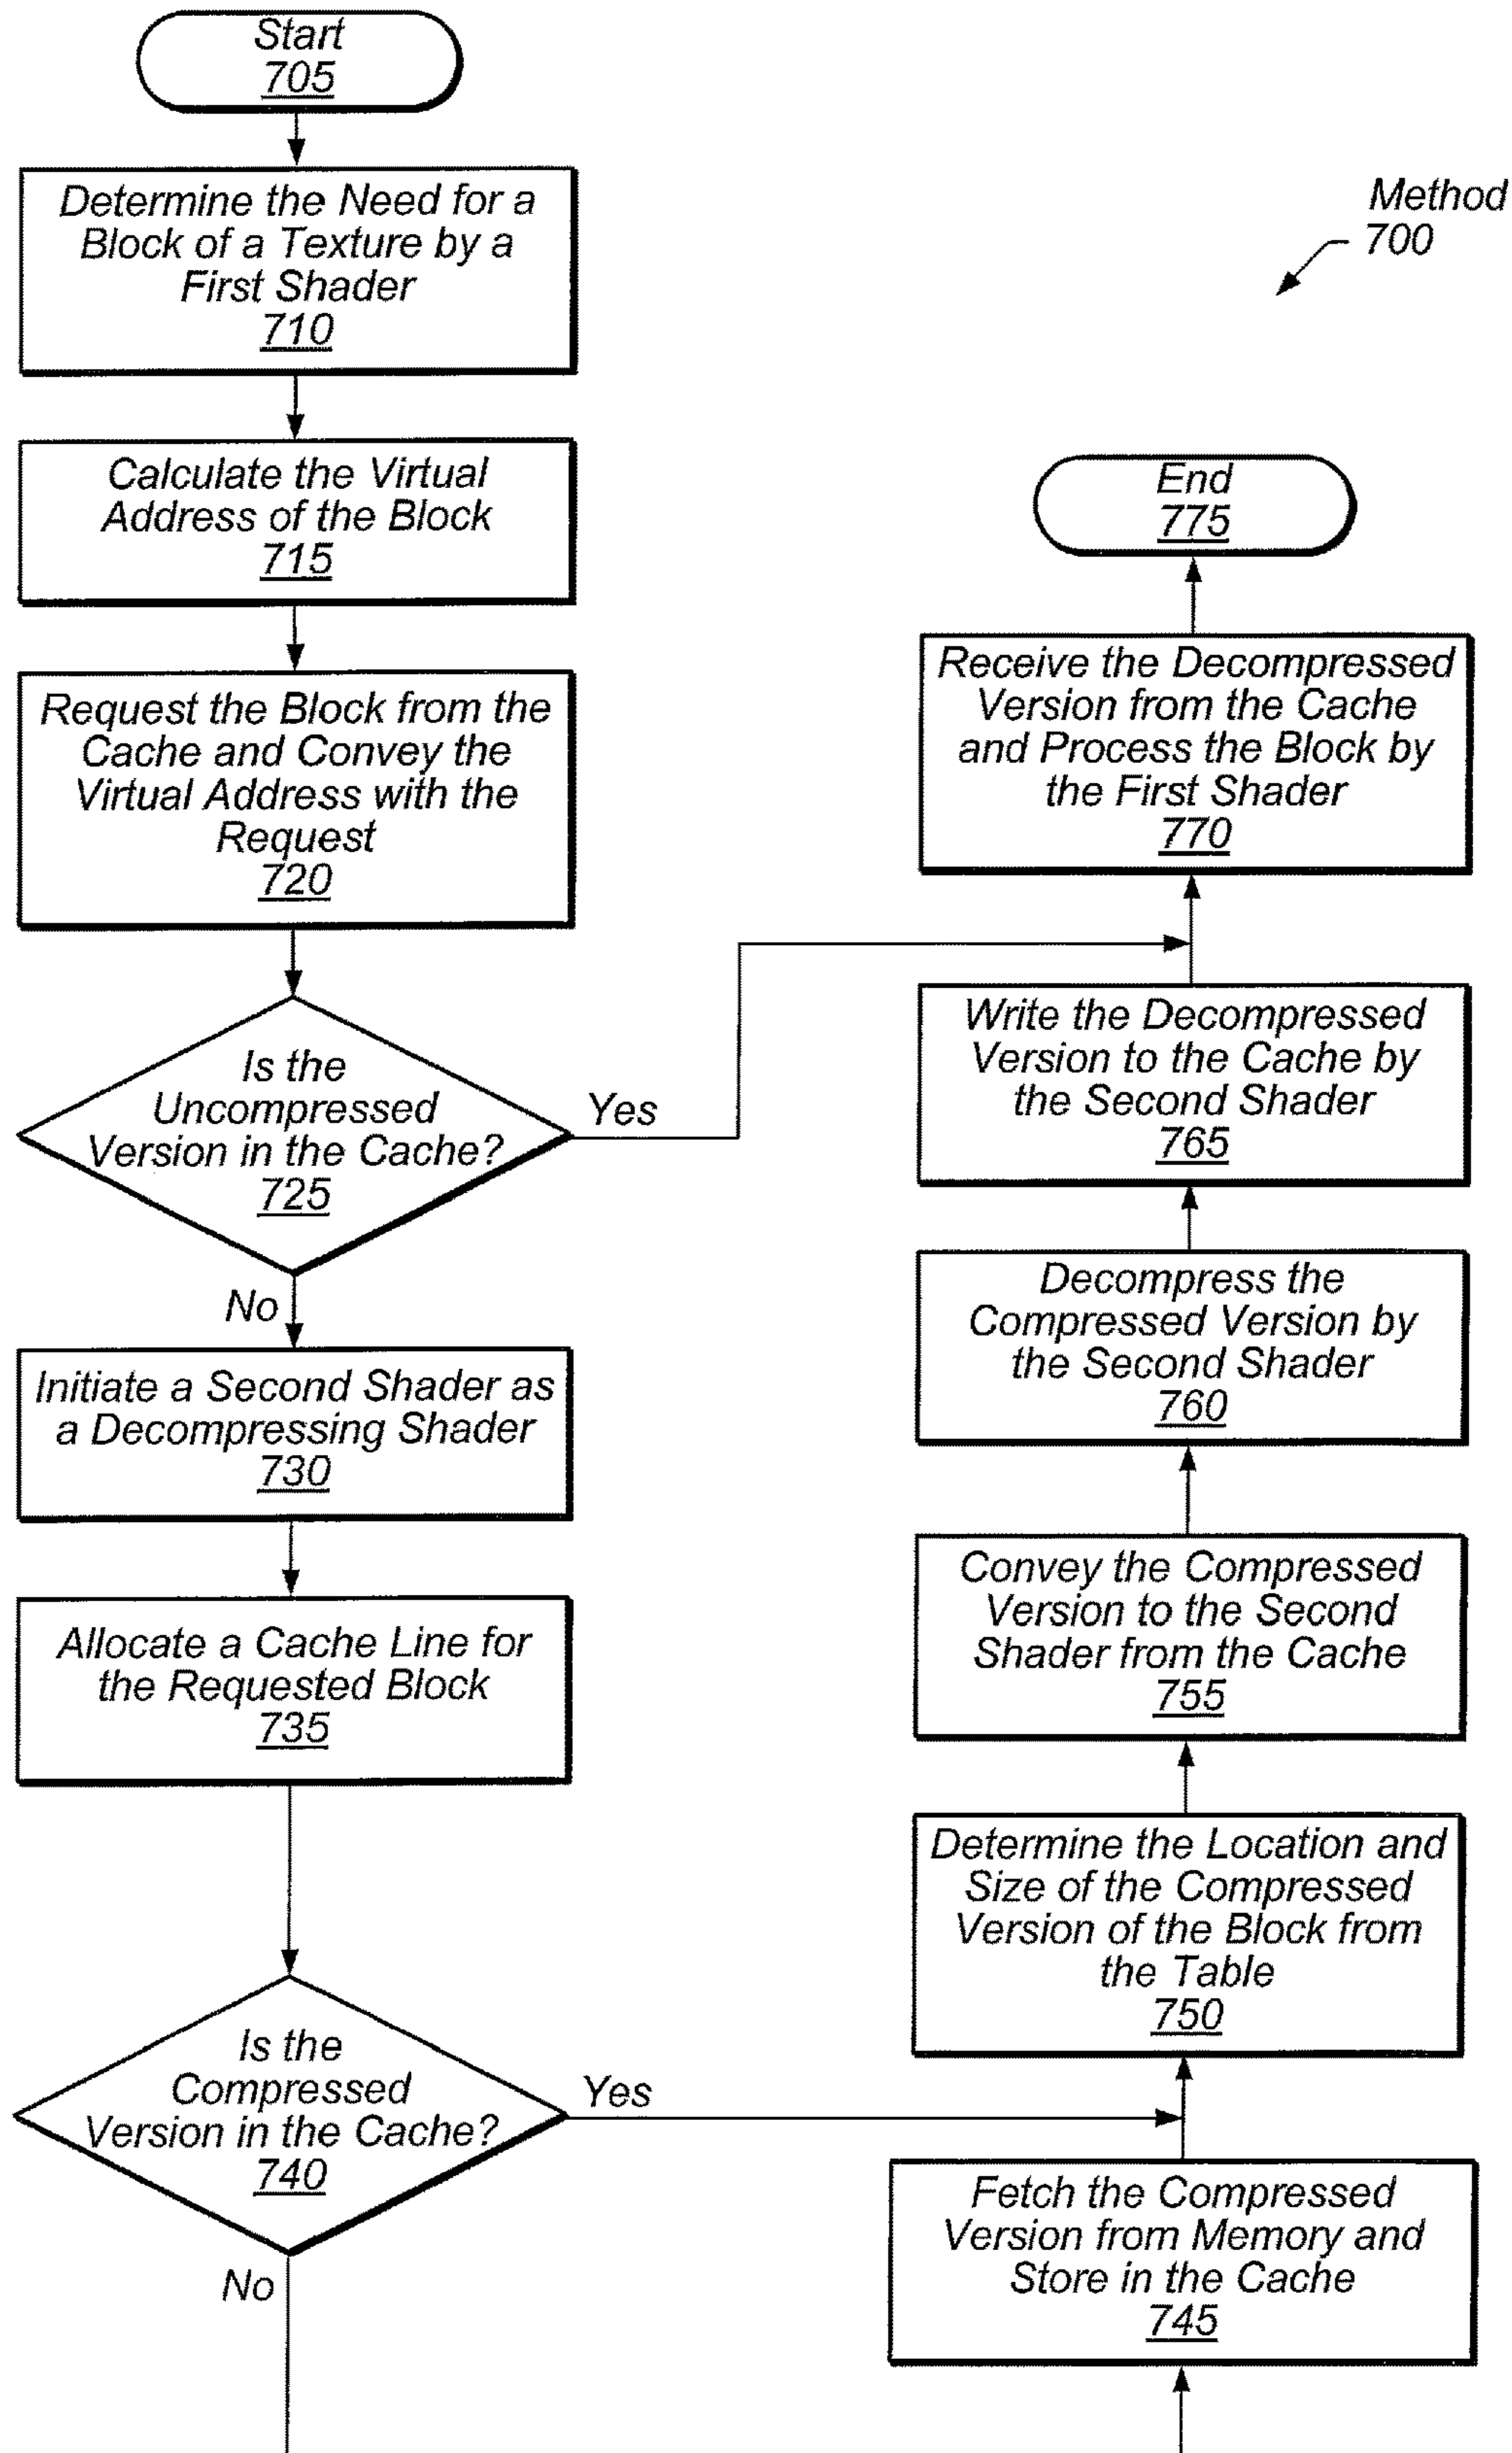 Start
705
Determine the Need for a
Block of a Texture by a
First Shader
710
Calculate the Virtual
Address of the Block
715
Request the Block from the
Cache and Convey the
Virtual Address with the
Request
720
Is the
Uncompressed
Version in the Cache?
725
Yes
No
Initiate a Second Shader as
a Decompressing Shader
730
Allocate a Cache Line for
the Requested Block
735
Is the
Compressed
Version in the Cache?
740
Yes
No
Method
700
End
775
Receive the Decompressed
Version from the Cache
and Process the Block by
the First Shader
770
Write the Decompressed
Version to the Cache by
the Second Shader
765
Decompress the
Compressed Version by
the Second Shader
760
Convey the Compressed
Version to the Second
Shader from the Cache
755
Determine the Location and
Size of the Compressed
Version of the Block from
the Table
750
Fetch the Compressed
Version from Memory and
Store in the Cache
745